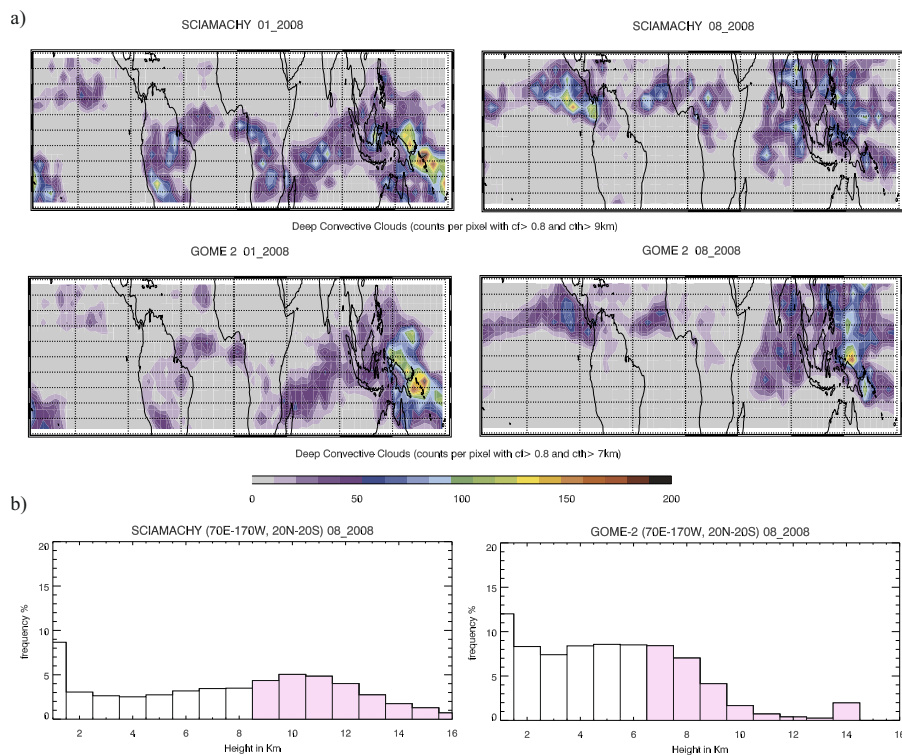 a)
SCIAMACHY 01_2008
SCIAMACHY 08_2008
Deep Convective Clouds (counts per pixel with cf> 0.8 and cth> 9km)
GOME 2 01_2008
GOME 2 08_2008
Deep Convective Clouds (counts per pixel with cf> 0.8 and cth> 7km)
0 50 100 150 200
b)
SCIAMACHY (70E-170W, 20N-20S) 08_2008
GOME-2 (70E-170W, 20N-20S) 08_2008
20
15
10
5
0
frequency %
2 4 6 8 10 12 14 16
Height in Km
20
15
10
5
0
frequency %
2 4 6 8 10 12 14 16
Height in Km